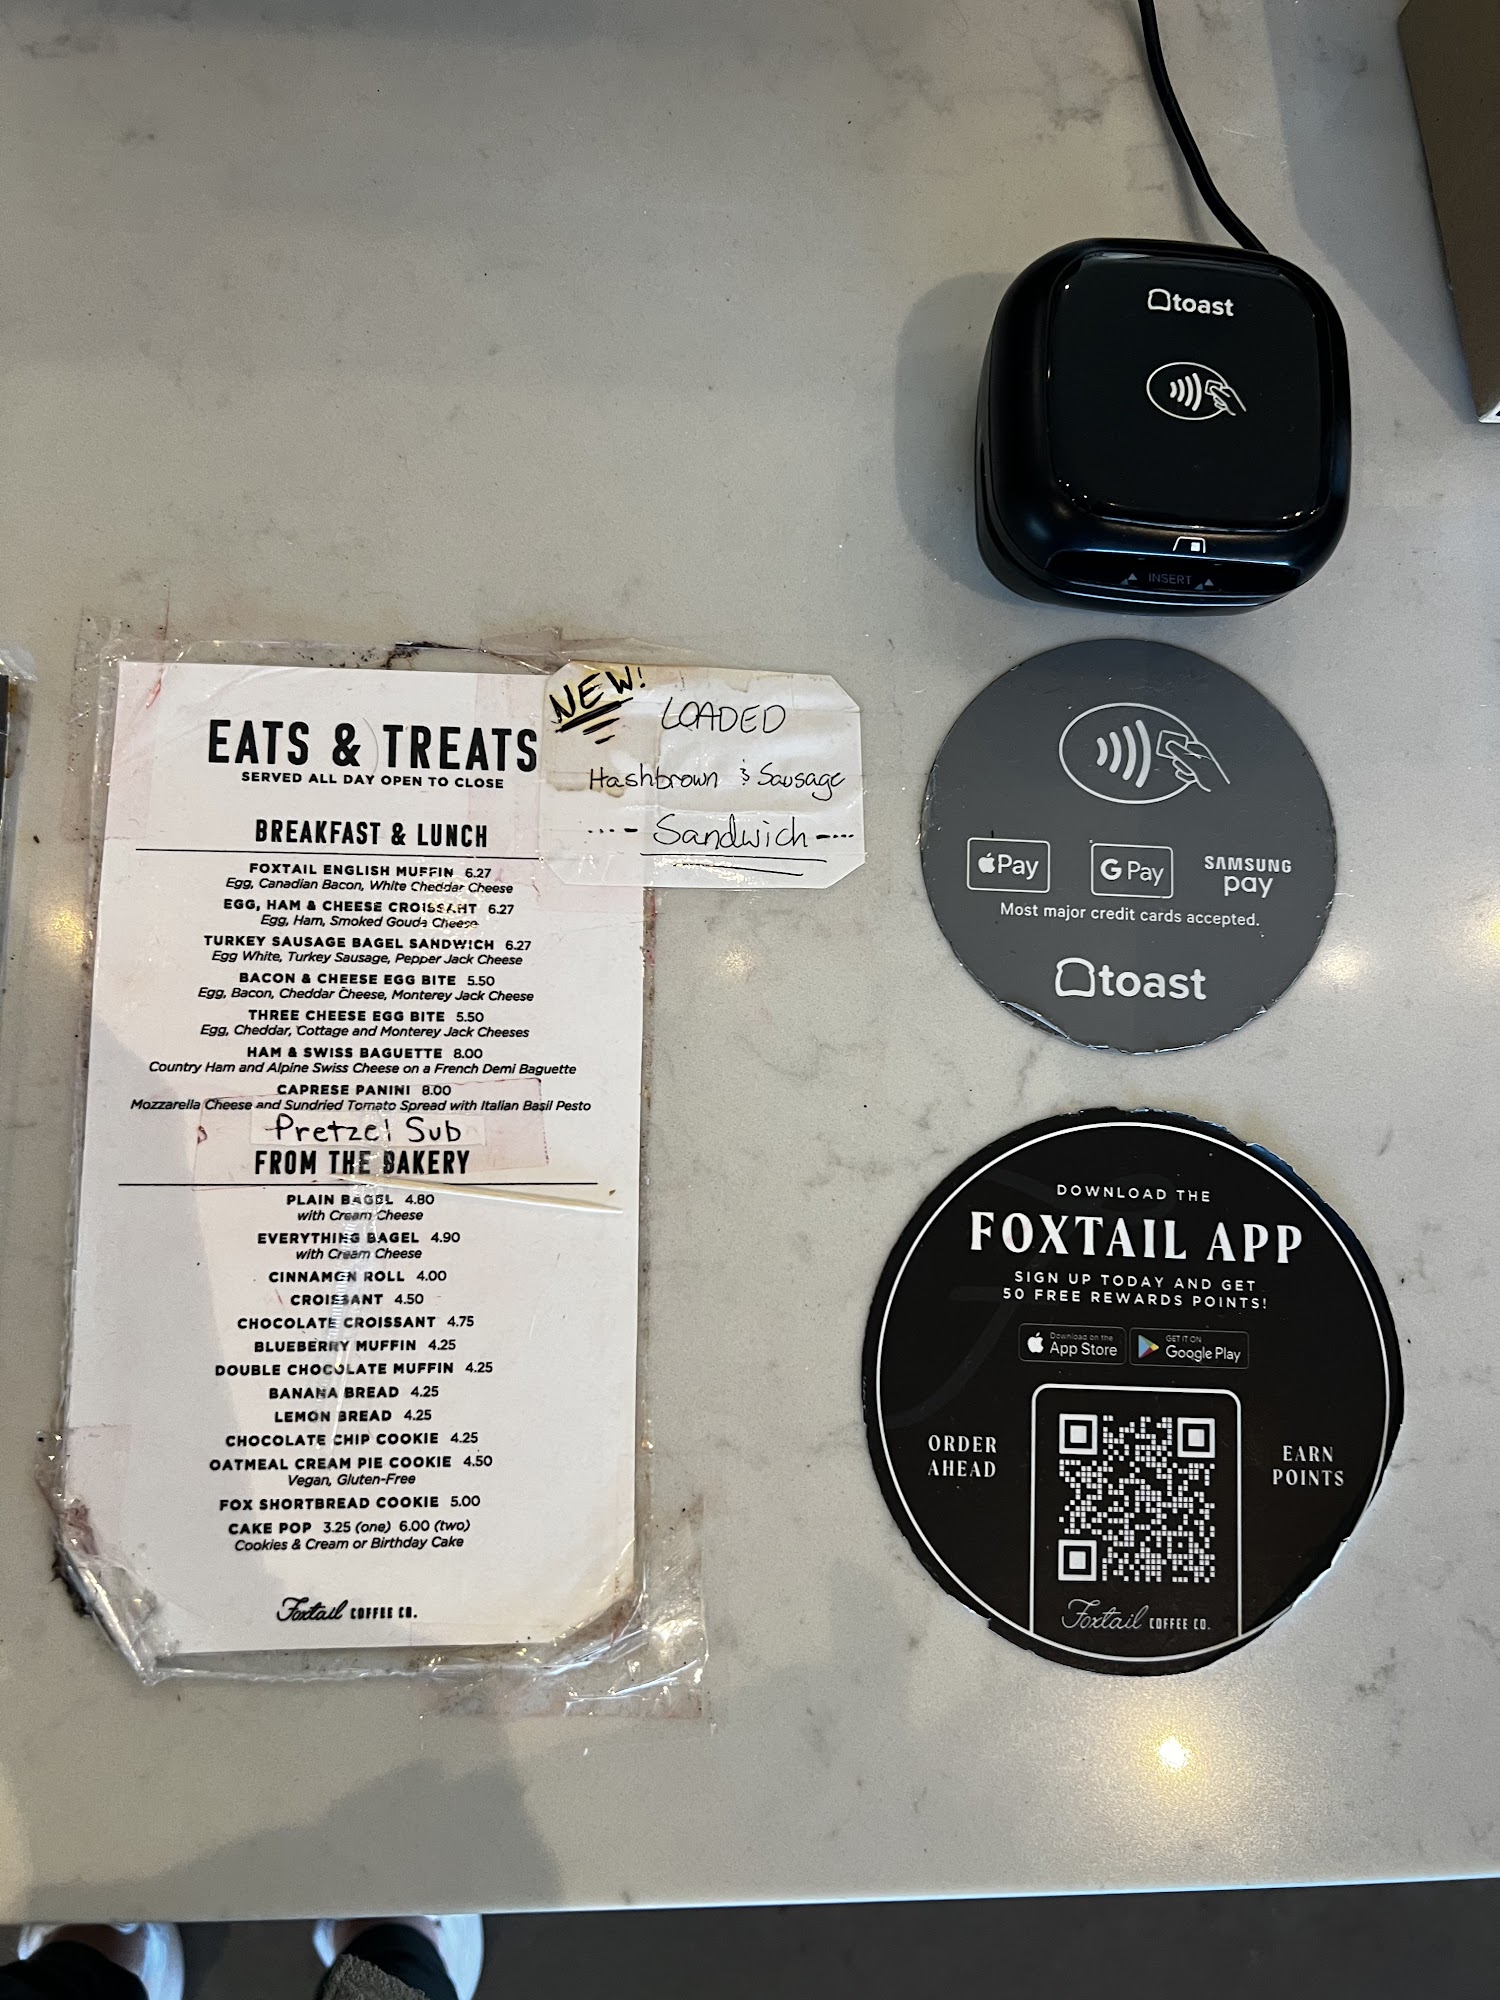 EATS & TREATS
SERVED ALL DAY OPEN TO CLOSE
BREAKFAST & LUNCH
FOXTAIL ENGLISH MUFFIN 6.27
Egg, Canadian Bacon, White Cheddar Cheese
EGG, HAM & CHEESE CROISSANT 6.27
Egg, Ham, Smoked Gouda Cheese
TURKEY SAUSAGE BAGEL SANDWICH 6.27
Egg White, Turkey Sausage, Pepper Jack Cheese
BACON & CHEESE EGG BITE 5.50
Egg, Bacon, Cheddar Cheese, Monterey Jack Cheese
THREE CHEESE EGG BITE 5.50
Egg, Cheddar, Cottage and Monterey Jack Cheeses
HAM & SWISS BAGUETTE 8.00
Country Ham and Alpine Swiss Cheese on a French Demi Baguette
CAPRESE PANINI 8.00
Mozzarella Cheese and Sundried Tomato Spread with Italian Basil Pesto
Pretzel Sub
FROM THE BAKERY
PLAIN BAGEL 4.80
with Cream Cheese
EVERYTHING BAGEL 4.90
with Cream Cheese
CINNAMON ROLL 4.00
CROISSANT 4.50
CHOCOLATE CROISSANT 4.75
BLUEBERRY MUFFIN 4.25
DOUBLE CHOCOLATE MUFFIN 4.25
BANANA BREAD 4.25
LEMON BREAD 4.25
CHOCOLATE CHIP COOKIE 4.25
OATMEAL CREAM PIE COOKIE 4.50
Vegan, Gluten-Free
FOX SHORTBREAD COOKIE 5.00
CAKE POP 3.25 (one) 6.00 (two)
Cookies & Cream or Birthday Cake
Foxtail COFFEE CO.
NEW!
LOADED
Hashbrown & Sausage
Sandwich
toast
INSERT
Pay
G Pay
SAMSUNG
pay
Most major credit cards accepted.
toast
DOWNLOAD THE
FOXTAIL APP
SIGN UP TODAY AND GET
50 FREE REWARDS POINTS!
Download on the
App Store
GET IT ON
Google Play
ORDER
AHEAD
EARN
POINTS
Foxtail COFFEE CO.